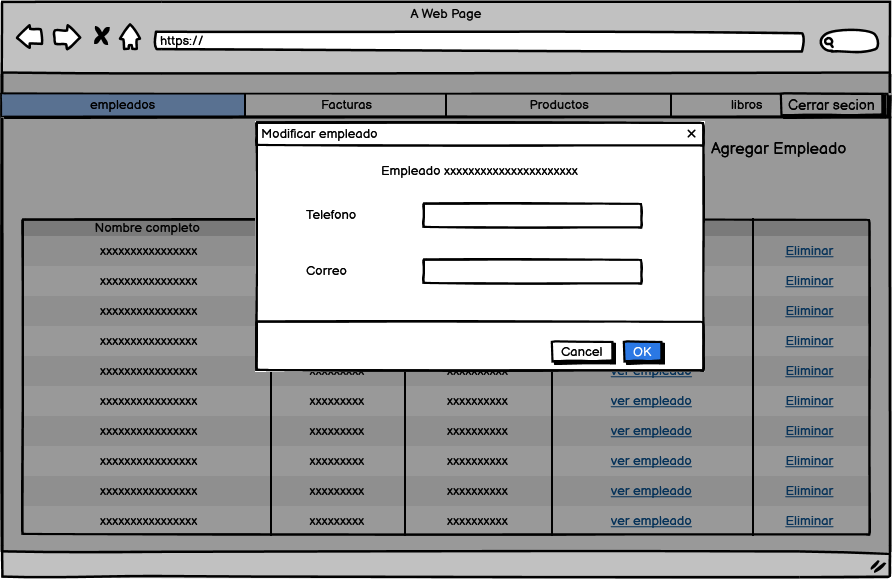 A Web Page
https://
empleados Facturas Productos libros Cerrar secion
Modificar empleado x
Agregar Empleado
Empleado xxxxxxxxxxxxxxxxxxxxxxx
Telefono
Correo
Cancel OK
Nombre completo
xxxxxxxxxxxxxxxx Eliminar
xxxxxxxxxxxxxxxx Eliminar
xxxxxxxxxxxxxxxx Eliminar
xxxxxxxxxxxxxxxx Eliminar
xxxxxxxxxxxxxxxx xxxxxxxxx xxxxxxxxxx ver empleado Eliminar
xxxxxxxxxxxxxxxx xxxxxxxxx xxxxxxxxxx ver empleado Eliminar
xxxxxxxxxxxxxxxx xxxxxxxxx xxxxxxxxxx ver empleado Eliminar
xxxxxxxxxxxxxxxx xxxxxxxxx xxxxxxxxxx ver empleado Eliminar
xxxxxxxxxxxxxxxx xxxxxxxxx xxxxxxxxxx ver empleado Eliminar
xxxxxxxxxxxxxxxx xxxxxxxxx xxxxxxxxxx ver empleado Eliminar